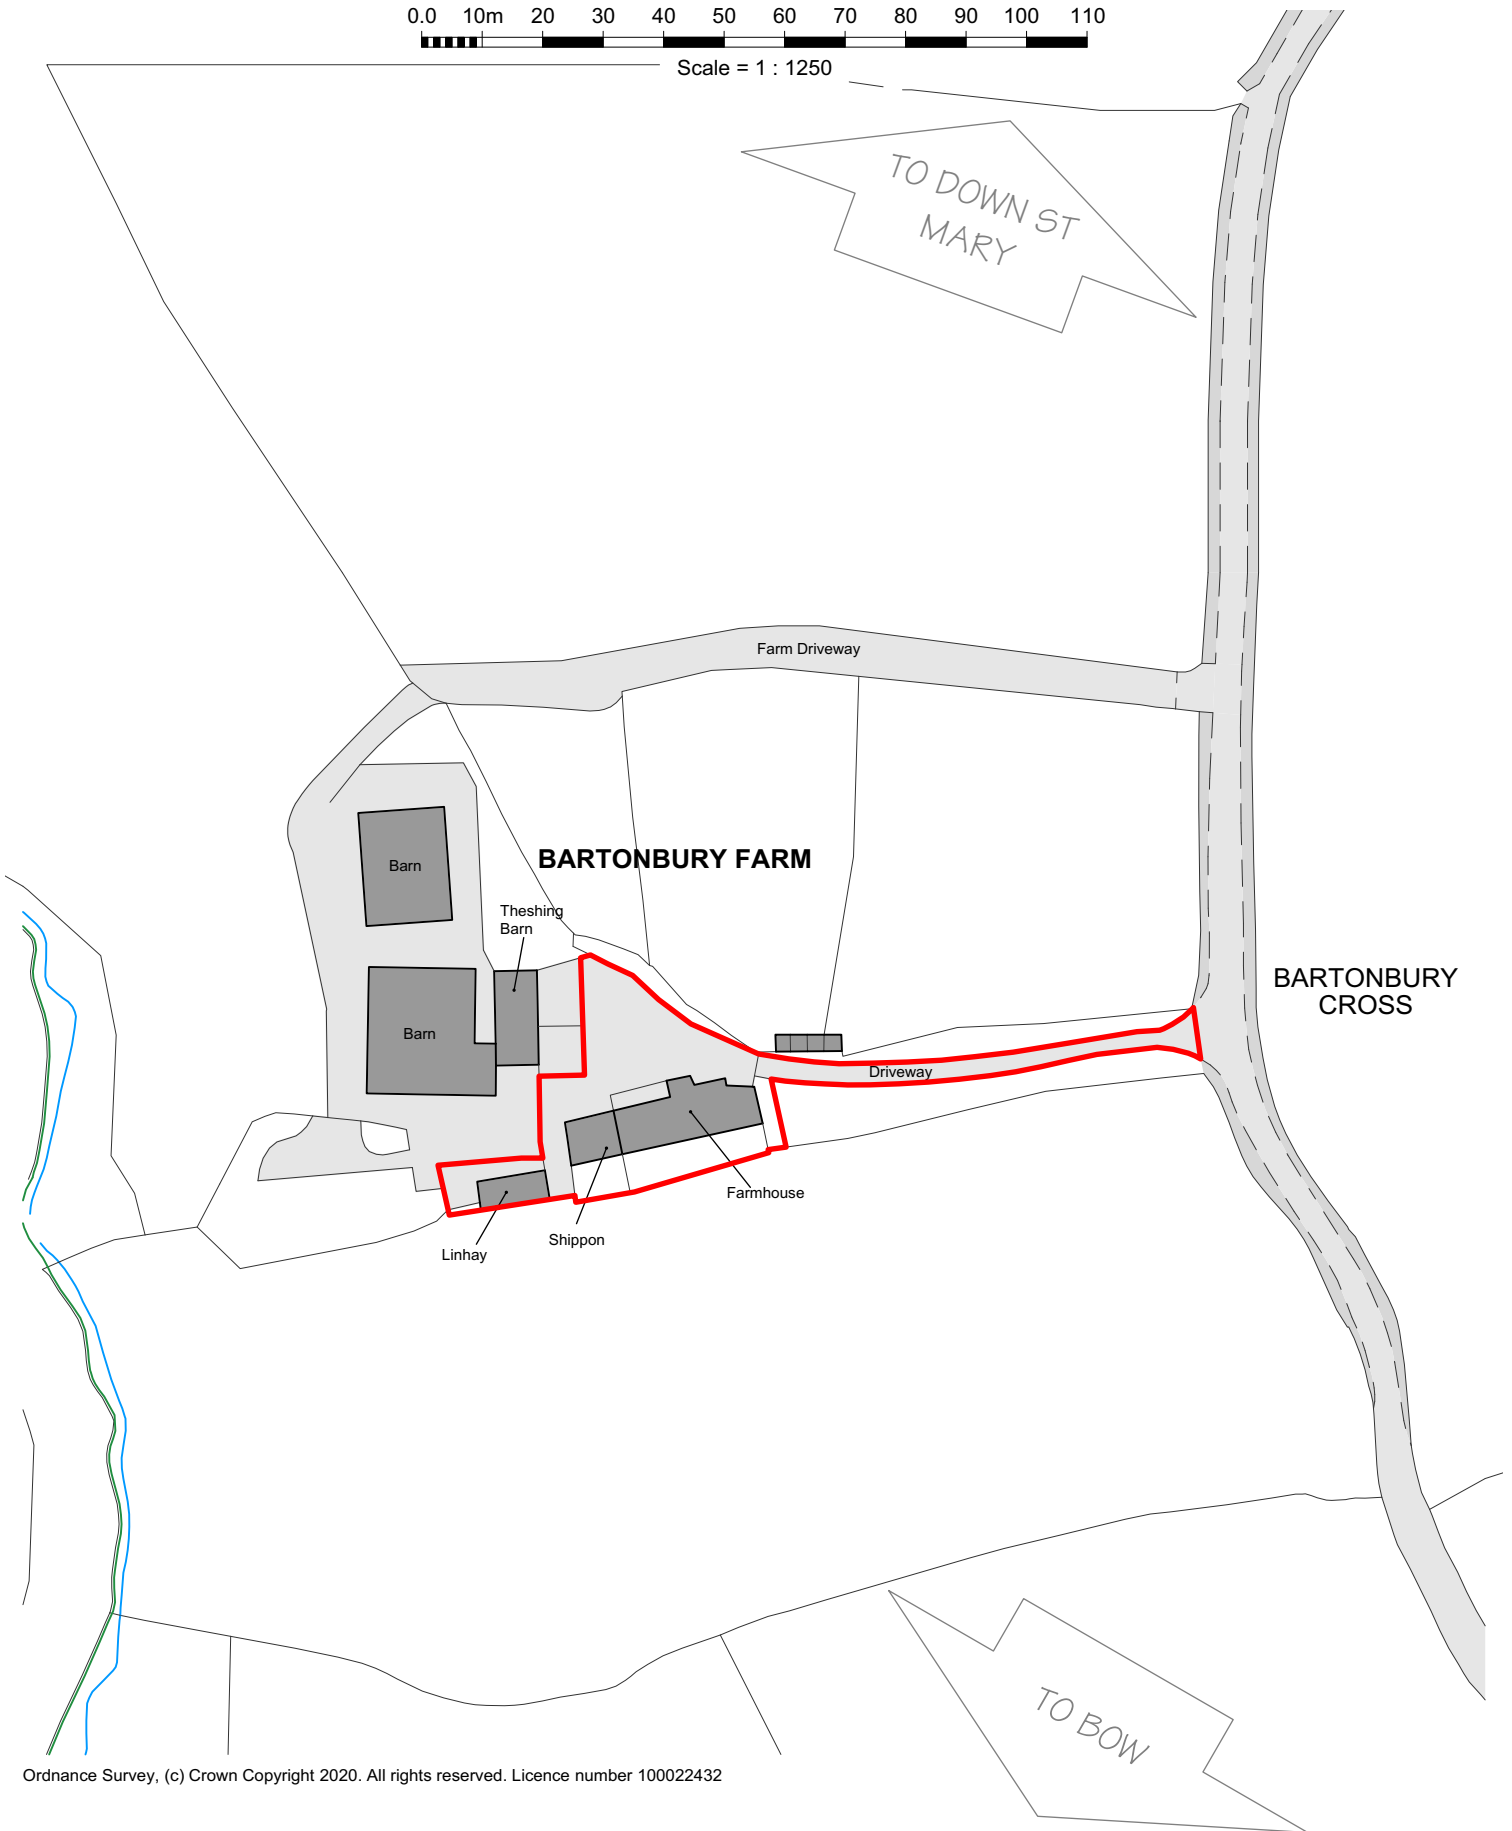 0.0 10m 20 30 40 50 60 70 80 90 100 110
Scale = 1 : 1250
TO DOWN ST
MARY
Farm Driveway
BARTONBURY FARM
Barn
Theshing
Barn
BARTONBURY
CROSS
Barn
Driveway
Farmhouse
Shippon
Linhay
TO BOW
Ordnance Survey, (c) Crown Copyright 2020. All rights reserved. Licence number 100022432